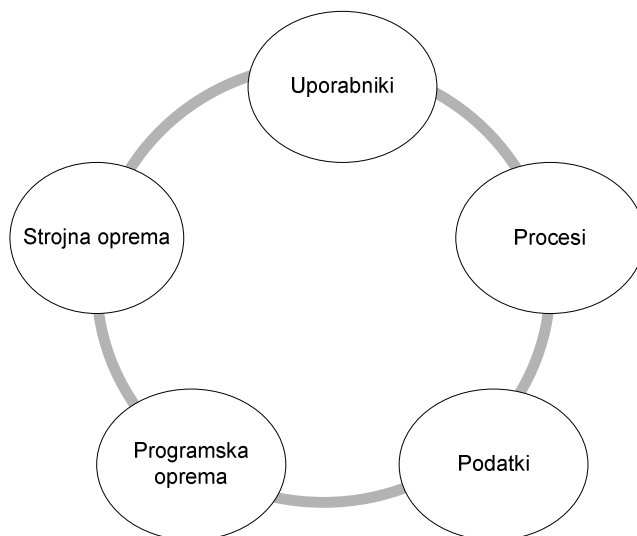 Uporabniki
Strojna oprema
Procesi
Programska
oprema
Podatki